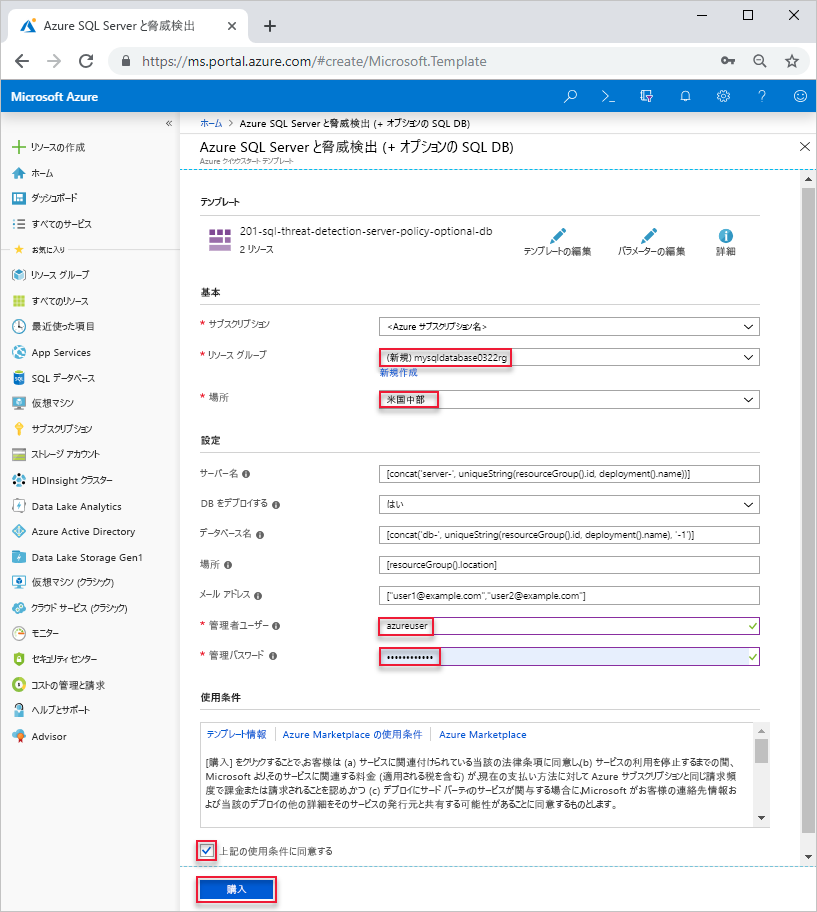 Azure SQL Server と脅威検出
https://ms.portal.azure.com/#create/Microsoft.Template
Microsoft Azure
リソースの作成
ホーム
ダッシュボード
すべてのサービス
お気に入り
リソース グループ
すべてのリソース
最近使った項目
App Services
SQL データベース
仮想マシン
サブスクリプション
ストレージ アカウント
HDInsight クラスター
Data Lake Analytics
Azure Active Directory
Data Lake Storage Gen1
仮想マシン (クラシック)
クラウド サービス (クラシック)
モニター
セキュリティ センター
コストの管理と請求
ヘルプとサポート
Advisor
ホーム > Azure SQL Server と脅威検出 (+ オプションの SQL DB)
Azure SQL Server と脅威検出 (+ オプションの SQL DB)
Azure クイックスタート テンプレート
テンプレート
201-sql-threat-detection-server-policy-optional-db
2 リソース
テンプレートの編集
パラメーターの編集
詳細
基本
* サブスクリプション
<Azure サブスクリプション名>
* リソース グループ
(新規) mysqldatabase0322rg
新規作成
* 場所
米国中部
設定
サーバー名
[concat('server-', uniqueString(resourceGroup().id, deployment().name))]
DB をデプロイする
はい
データベース名
[concat('db-', uniqueString(resourceGroup().id, deployment().name), '-1')]
場所
[resourceGroup().location]
メール アドレス
["user1@example.com","user2@example.com"]
* 管理者ユーザー
azureuser
* 管理パスワード
••••••••••••
使用条件
テンプレート情報 | Azure Marketplace の使用条件 | Azure Marketplace
[購入] をクリックすることで、お客様は (a) サービスに関連付けられている当該の法律条項に同意し、(b) サービスの利用を停止するまでの間、
Microsoft よりそのサービスに関連する料金 (適用される税を含む) が、現在の支払い方法に対して Azure サブスクリプションと同じ請求頻
度で課金または請求されることを認め、かつ (c) デプロイにサード パーティのサービスが関与する場合に、Microsoft がお客様の連絡先情報お
よび当該のデプロイの他の詳細をそのサービスの発行元と共有する可能性があることに同意するものとします。
上記の使用条件に同意する
購入